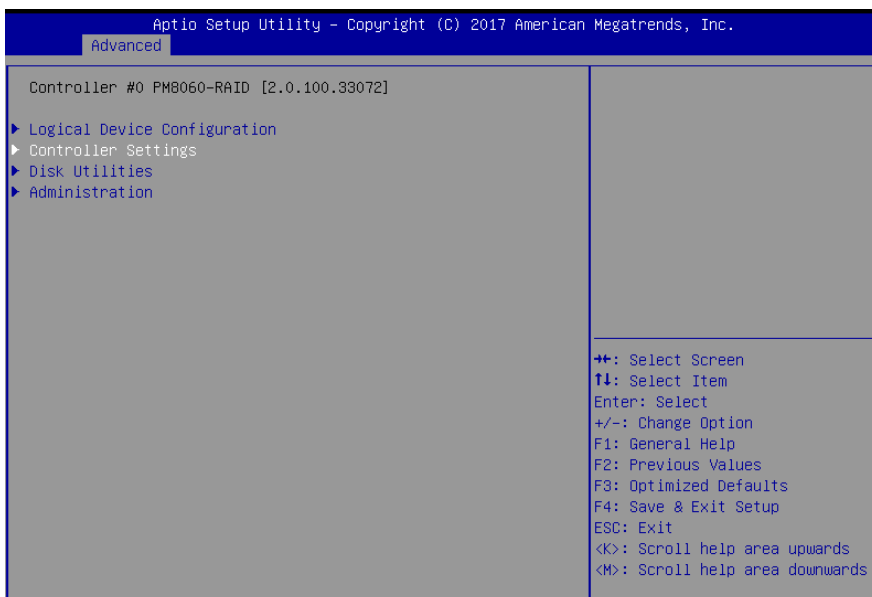 Aptio Setup Utility – Copyright (C) 2017 American Megatrends, Inc.
Advanced
Controller #0 PM8060-RAID [2.0.100.33072]
Logical Device Configuration
Controller Settings
Disk Utilities
Administration
→←: Select Screen
↑↓: Select Item
Enter: Select
+/-: Change Option
F1: General Help
F2: Previous Values
F3: Optimized Defaults
F4: Save & Exit Setup
ESC: Exit
<K>: Scroll help area upwards
<M>: Scroll help area downwards